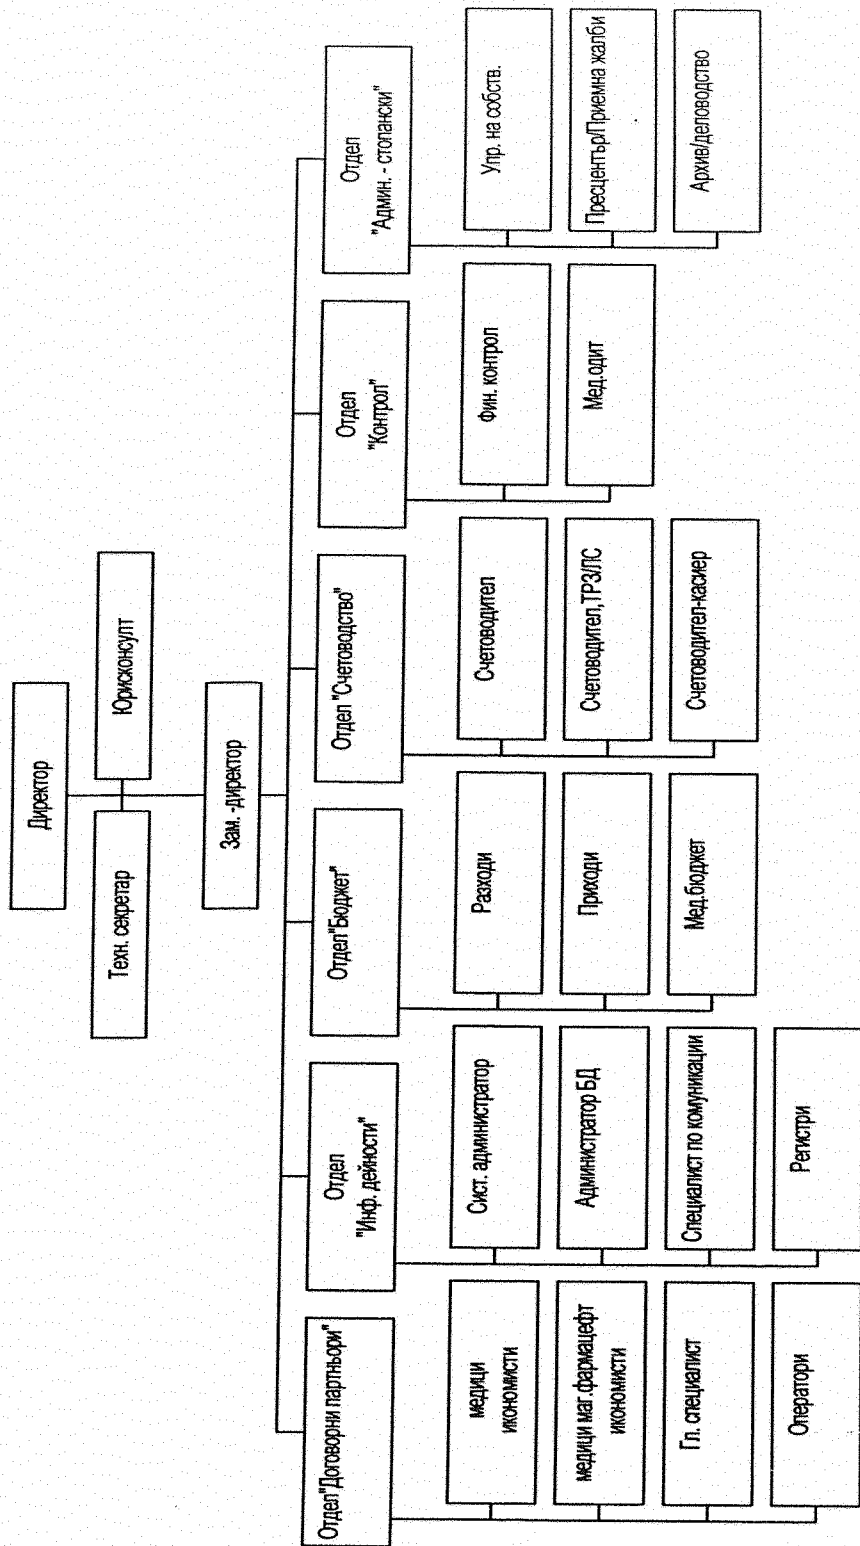 Директор
Техн. секретар
Юрисконсулт
Зам. -директор
Отдел"Договорни партньори"
медици
икономисти
медици маг.фармацефт
икономисти
Гл. специалист
Оператори
Отдел
"Инф. дейности"
Сист. администратор
Администратор БД
Специалист по комуникации
Регистри
Отдел"Бюджет"
Разходи
Приходи
Мед.бюджет
Отдел "Счетоводство"
Счетоводител
Счетоводител,ТРЗ/ЛС
Счетоводител-касиер
Отдел
"Контрол"
Фин. контрол
Мед.одит
Отдел
"Админ. - стопански"
Упр. на собств.
Пресцентър/Приемна жалби
Архив/деловодство